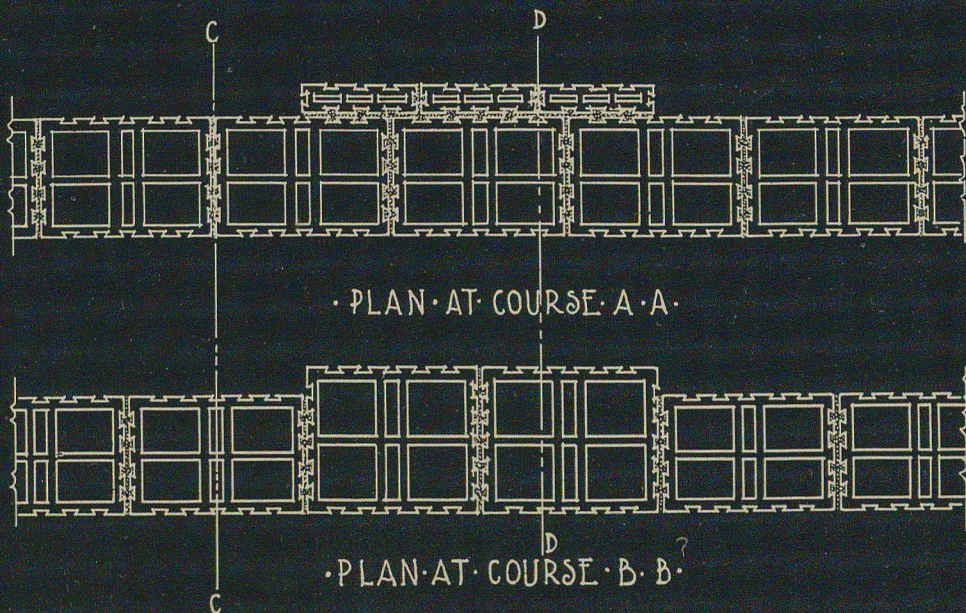 C D
· PLAN · AT · COURSE · A · A ·
D
· PLAN · AT · COURSE · B · B · ?
C